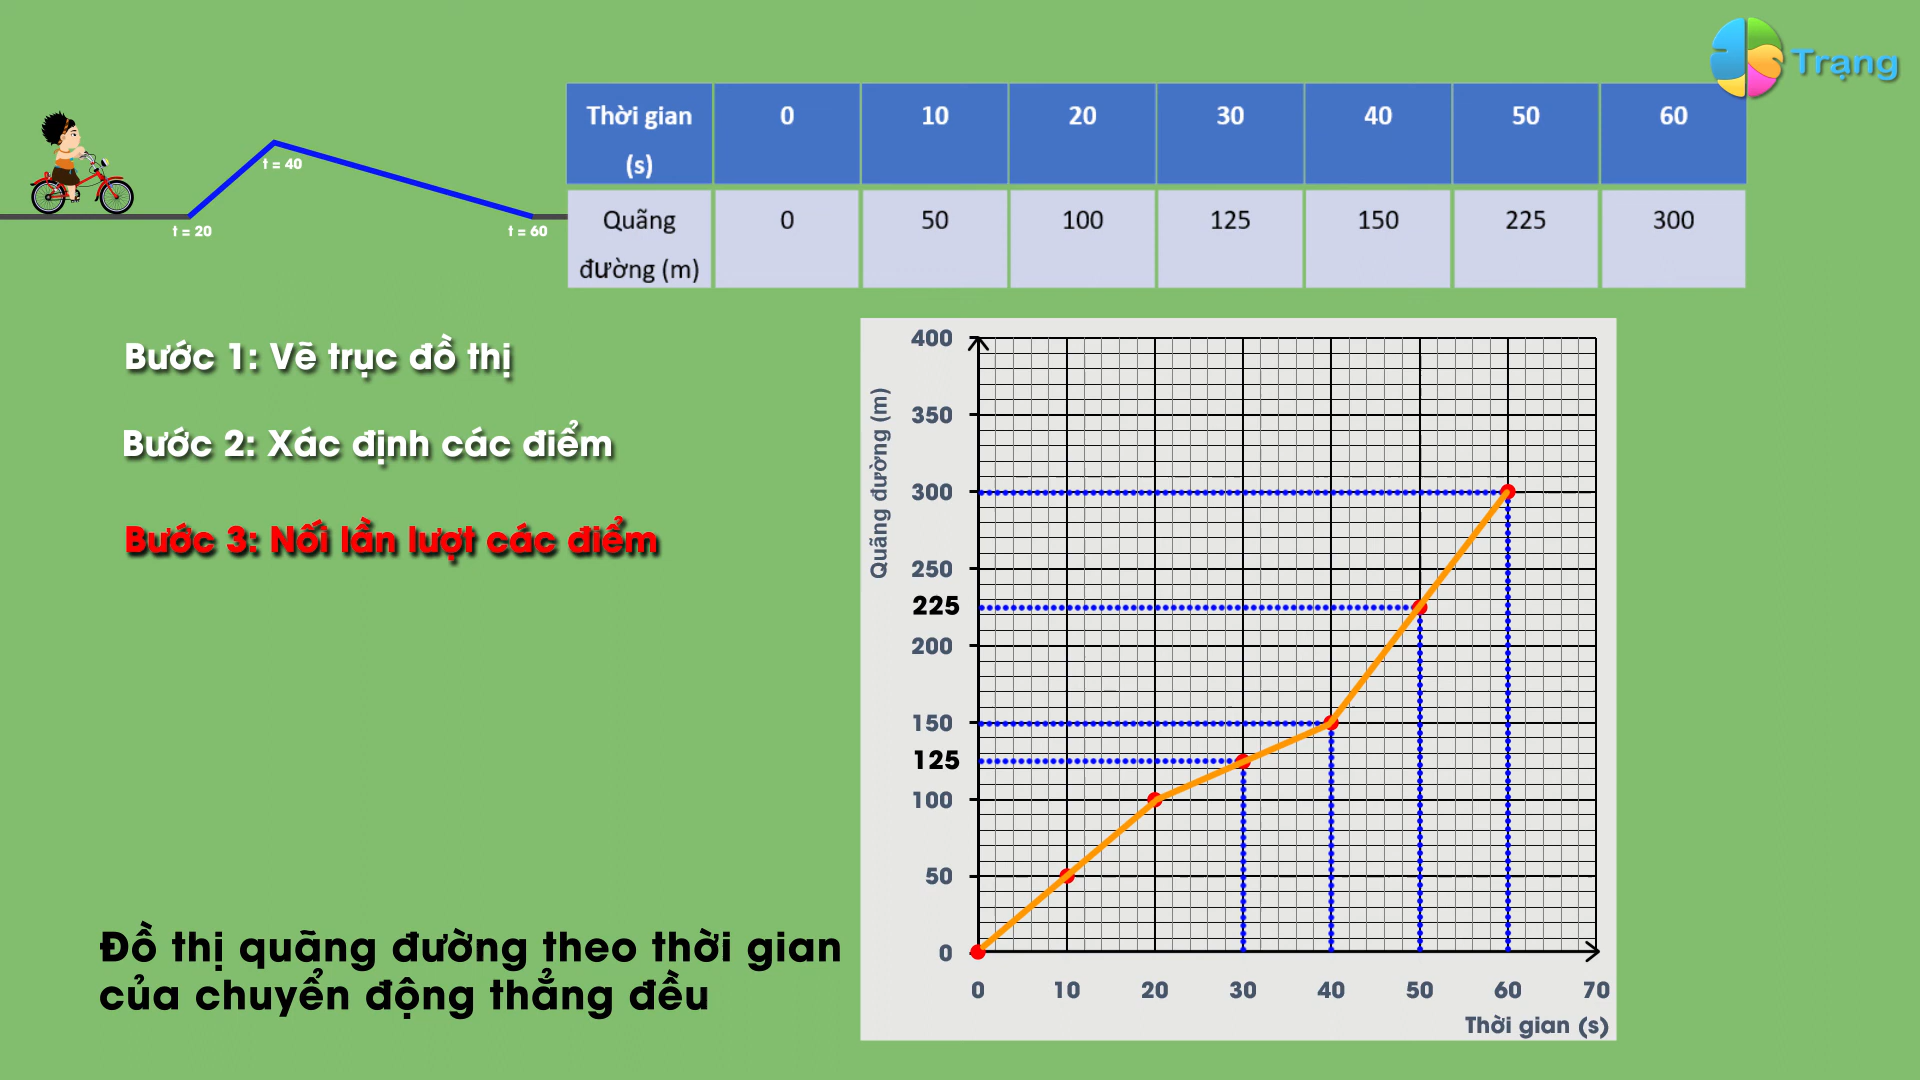 Trạng
Thời gian (s) 0 10 20 30 40 50 60
Quãng đường (m) 0 50 100 125 150 225 300
t = 40
t = 20
t = 60
Bước 1: Vẽ trục đồ thị
Bước 2: Xác định các điểm
Bước 3: Nối lần lượt các điểm
Đồ thị quãng đường theo thời gian
của chuyển động thẳng đều
Quãng đường (m)
400
350
300
250
225
200
150
125
100
50
0
0 10 20 30 40 50 60 70
Thời gian (s)